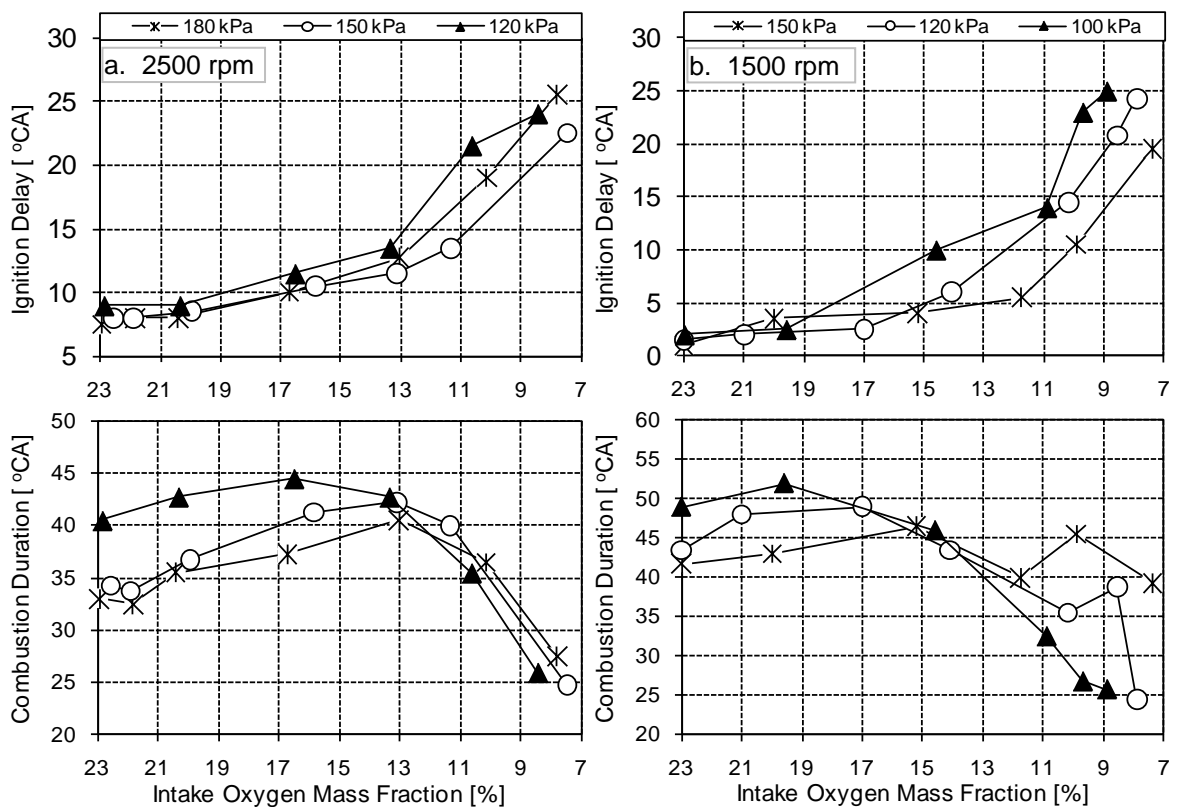 180 kPa 150 kPa 120 kPa
a. 2500 rpm
Ignition Delay [ ºCA]
30
25
20
15
10
5
23 21 19 17 15 13 11 9 7
150 kPa 120 kPa 100 kPa
b. 1500 rpm
Ignition Delay [ ºCA]
30
25
20
15
10
5
0
23 21 19 17 15 13 11 9 7
Combustion Duration [ ºCA]
50
45
40
35
30
25
20
23 21 19 17 15 13 11 9 7
Intake Oxygen Mass Fraction [%]
Combustion Duration [ ºCA]
60
55
50
45
40
35
30
25
20
23 21 19 17 15 13 11 9 7
Intake Oxygen Mass Fraction [%]